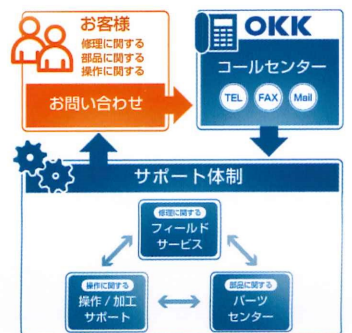 お客様
修理に関する
部品に関する
操作に関する
お問い合わせ
OKK
コールセンター
TEL
FAX
Mail
サポート体制
修理に関する
フィールド
サービス
操作に関する
操作 / 加工
サポート
部品に関する
パーツ
センター